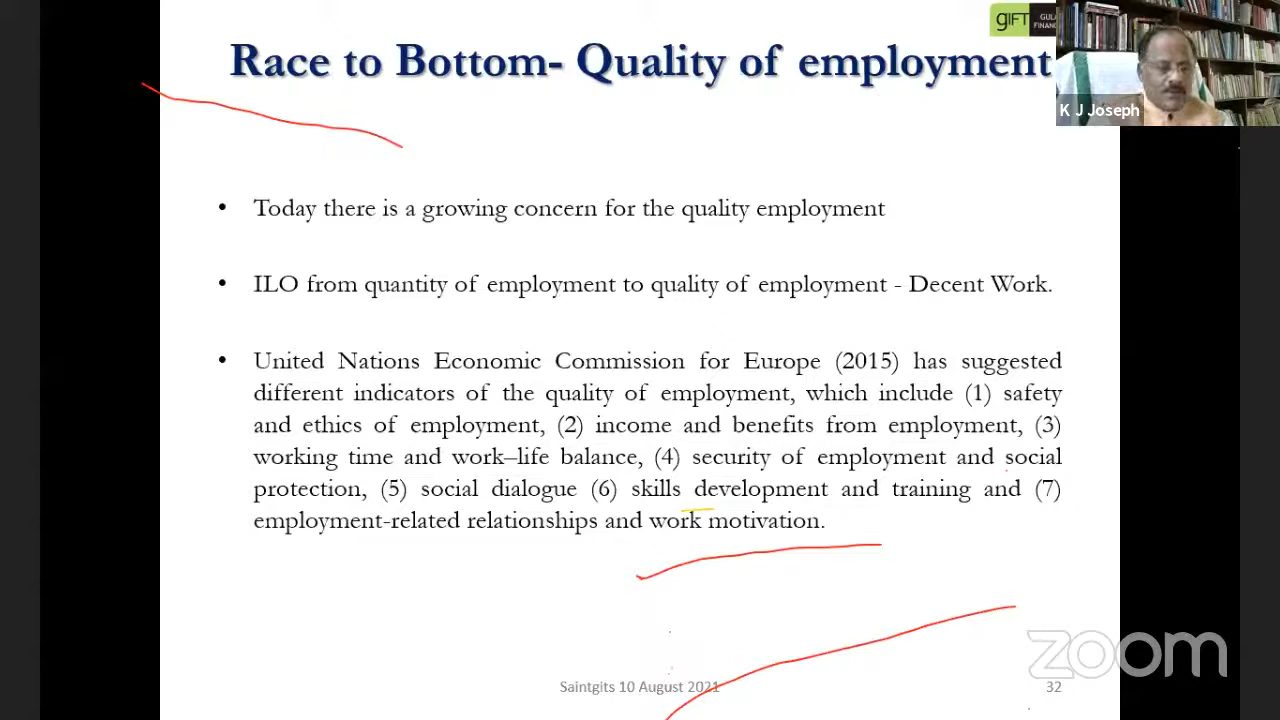 GIFT GULA
FINANC
Race to Bottom- Quality of employment
K J Joseph
• Today there is a growing concern for the quality employment
• ILO from quantity of employment to quality of employment - Decent Work.
• United Nations Economic Commission for Europe (2015) has suggested
different indicators of the quality of employment, which include (1) safety
and ethics of employment, (2) income and benefits from employment, (3)
working time and work–life balance, (4) security of employment and social
protection, (5) social dialogue (6) skills development and training and (7)
employment-related relationships and work motivation.
zoom
Saintgits 10 August 2021
32